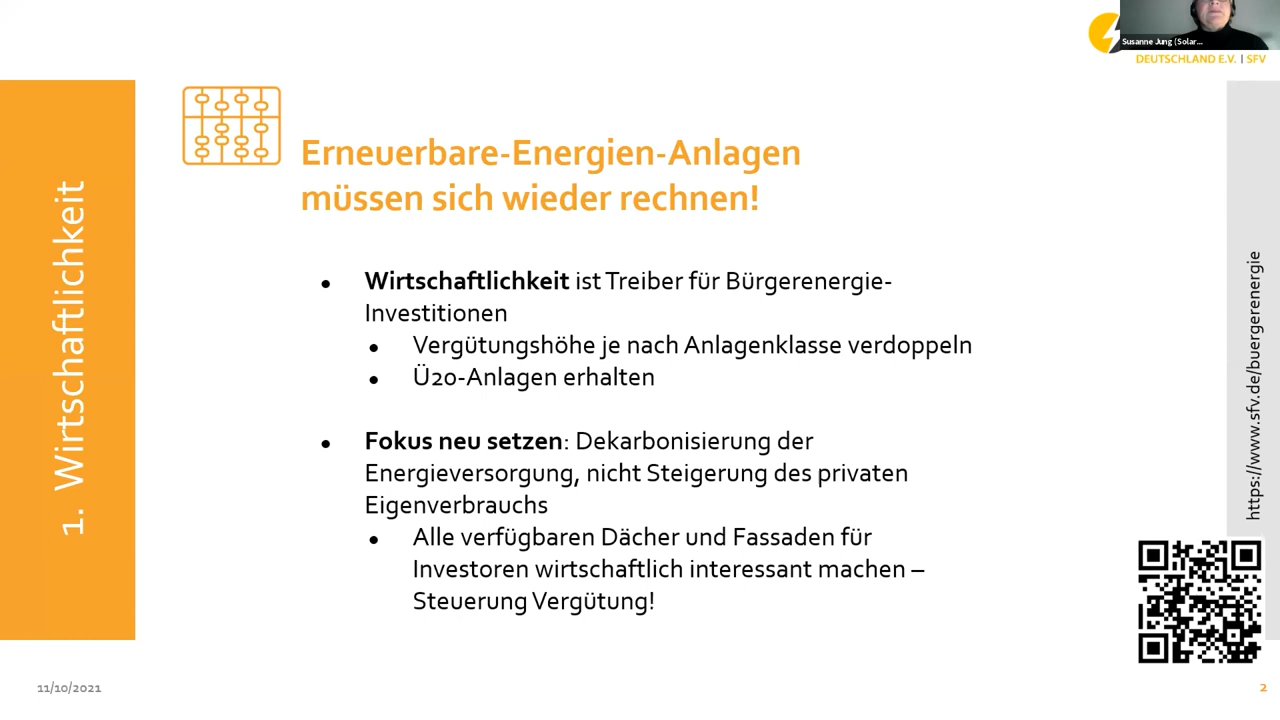 Susanne Jung (Solar...
DEUTSCHLAND E.V. | SFV
1. Wirtschaftlichkeit
Erneuerbare-Energien-Anlagen
müssen sich wieder rechnen!
● Wirtschaftlichkeit ist Treiber für Bürgerenergie-
Investitionen
● Vergütungshöhe je nach Anlagenklasse verdoppeln
● Ü20-Anlagen erhalten
● Fokus neu setzen: Dekarbonisierung der
Energieversorgung, nicht Steigerung des privaten
Eigenverbrauchs
● Alle verfügbaren Dächer und Fassaden für
Investoren wirtschaftlich interessant machen –
Steuerung Vergütung!
https://www.sfv.de/buergerenergie
11/10/2021
2